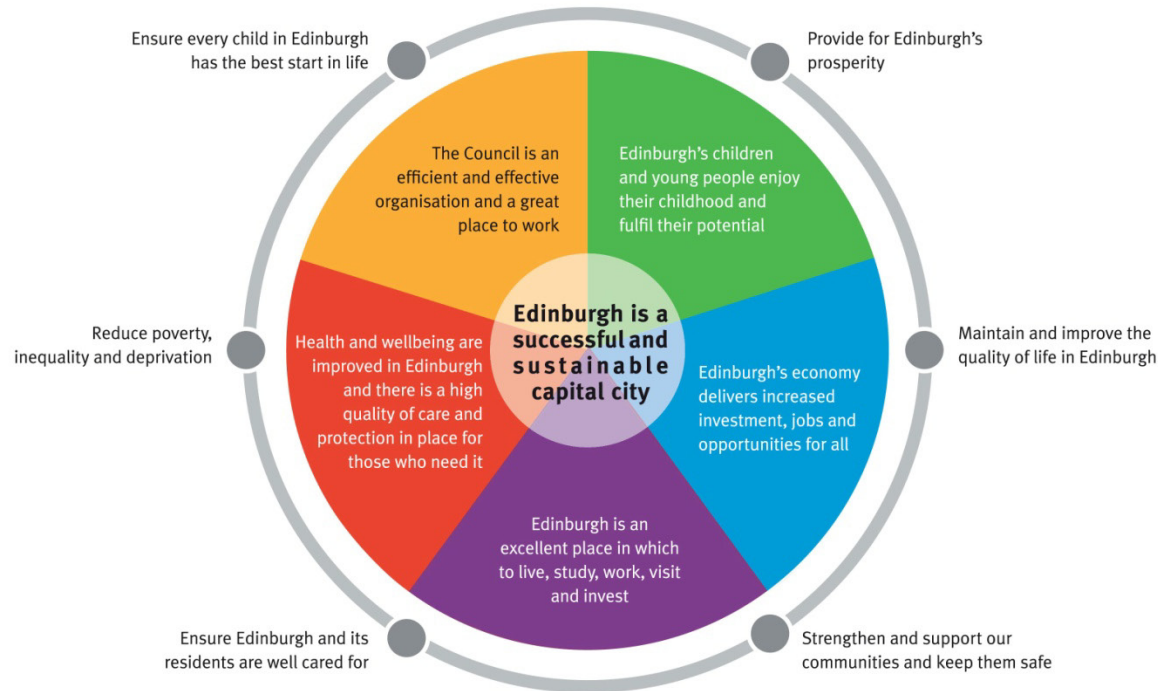 Ensure every child in Edinburgh
has the best start in life
Provide for Edinburgh’s
prosperity
The Council is an
efficient and effective
organisation and a great
place to work
Edinburgh’s children
and young people enjoy
their childhood and
fulfil their potential
Edinburgh is a
successful and
sustainable
capital city
Reduce poverty,
inequality and deprivation
Health and wellbeing are
improved in Edinburgh
and there is a high
quality of care and
protection in place for
those who need it
Edinburgh’s economy
delivers increased
investment, jobs and
opportunities for all
Maintain and improve the
quality of life in Edinburgh
Edinburgh is an
excellent place in which
to live, study, work, visit
and invest
Ensure Edinburgh and its
residents are well cared for
Strengthen and support our
communities and keep them safe